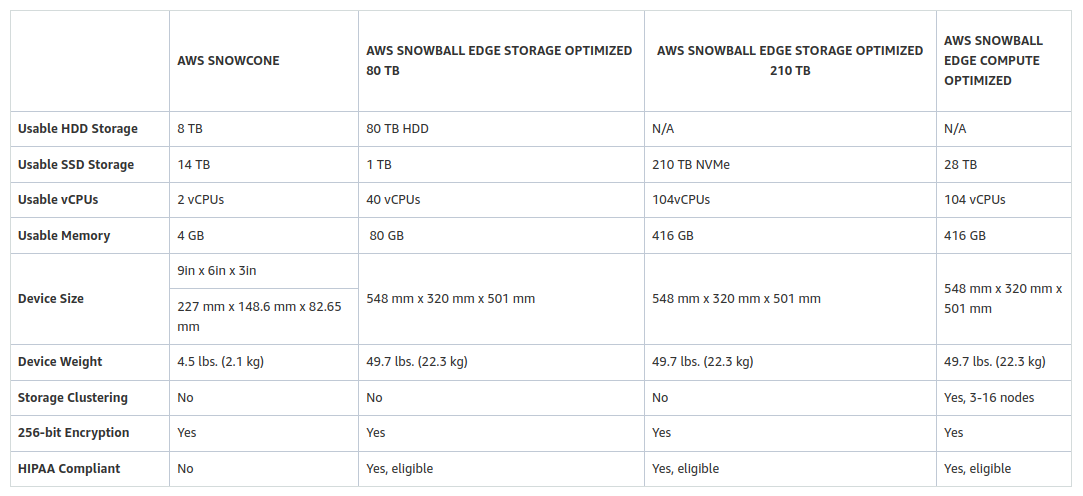 AWS SNOWCONE
AWS SNOWBALL EDGE STORAGE OPTIMIZED
80 TB
AWS SNOWBALL EDGE STORAGE OPTIMIZED
210 TB
AWS SNOWBALL
EDGE COMPUTE
OPTIMIZED
Usable HDD Storage
8 TB
80 TB HDD
N/A
N/A
Usable SSD Storage
14 TB
1 TB
210 TB NVMe
28 TB
Usable vCPUs
2 vCPUs
40 vCPUs
104vCPUs
104 vCPUs
Usable Memory
4 GB
80 GB
416 GB
416 GB
Device Size
9in x 6in x 3in
227 mm x 148.6 mm x 82.65
mm
548 mm x 320 mm x 501 mm
548 mm x 320 mm x 501 mm
548 mm x 320 mm x
501 mm
Device Weight
4.5 lbs. (2.1 kg)
49.7 lbs. (22.3 kg)
49.7 lbs. (22.3 kg)
49.7 lbs. (22.3 kg)
Storage Clustering
No
No
No
Yes, 3-16 nodes
256-bit Encryption
Yes
Yes
Yes
Yes
HIPAA Compliant
No
Yes, eligible
Yes, eligible
Yes, eligible